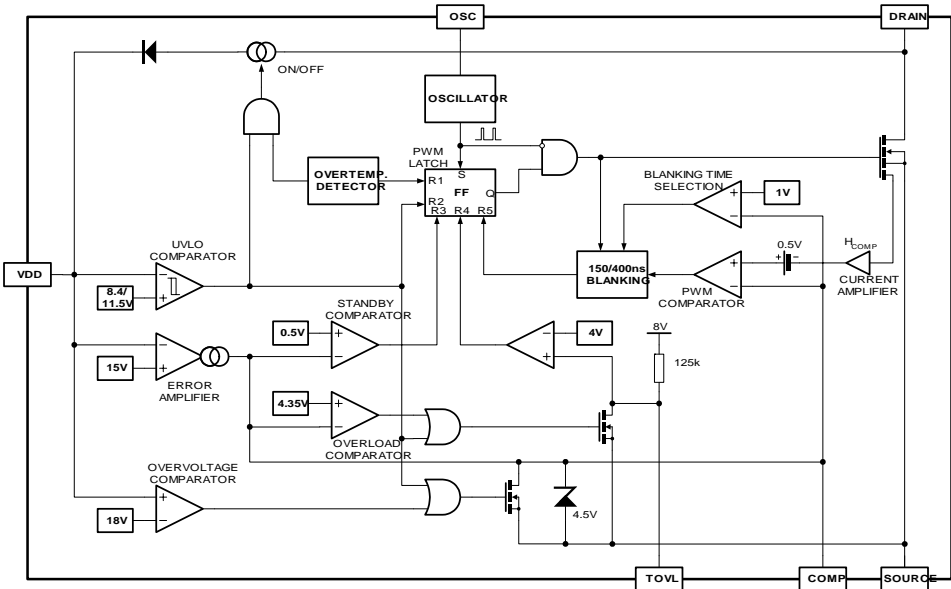 OSC
DRAIN
ON/OFF
OSCILLATOR
PWM
LATCH
OVERTEMP.
DETECTOR
R1
S
FF
R2
Q
R3 R4 R5
BLANKING TIME
SELECTION
+
1V
−
UVLO
COMPARATOR
VDD
−
8.4/
11.5V
+
150/400ns
BLANKING
0.5V
+ −
HCOMP
CURRENT
AMPLIFIER
+
−
PWM
COMPARATOR
STANDBY
COMPARATOR
0.5V
+
−
−
4V
+
8V
125k
−
15V
+
ERROR
AMPLIFIER
4.35V
+
−
OVERLOAD
COMPARATOR
OVERVOLTAGE
COMPARATOR
+
18V
−
4.5V
TOVL
COMP
SOURCE